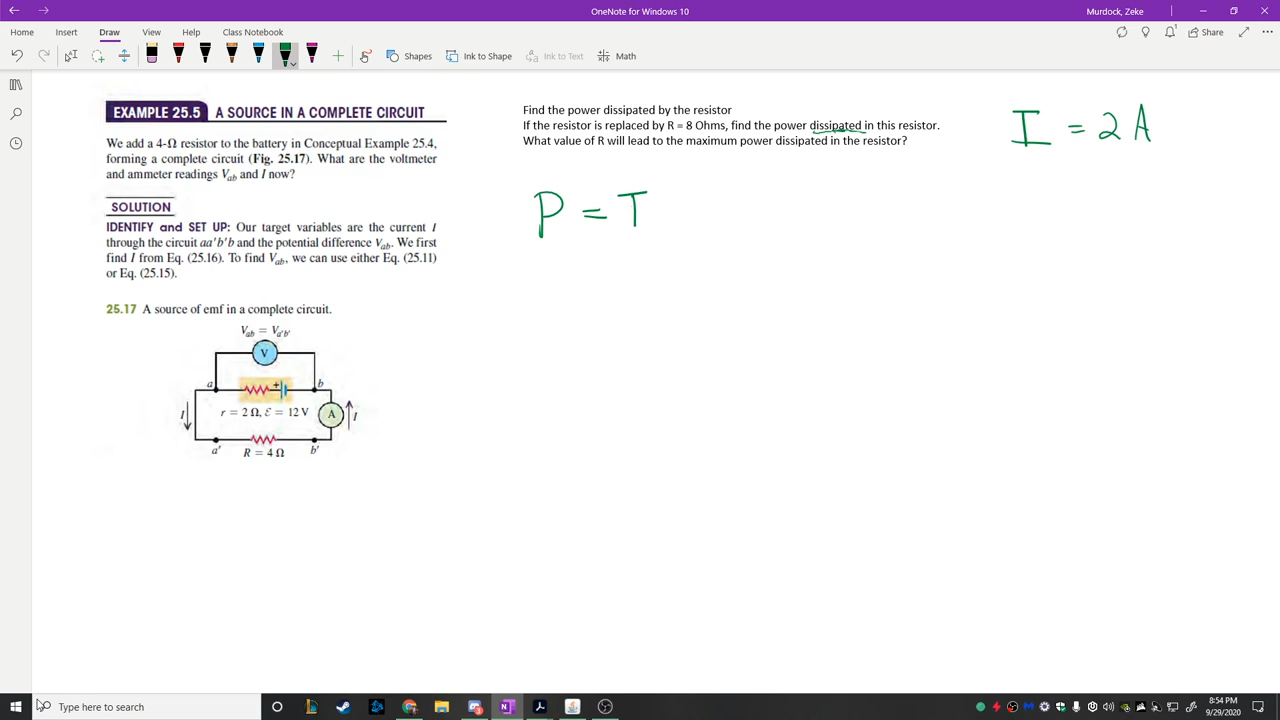 OneNote for Windows 10
Murdock, Zeke
Home Insert Draw View Help Class Notebook
Share
Shapes Ink to Shape Ink to Text Math
EXAMPLE 25.5 A SOURCE IN A COMPLETE CIRCUIT
We add a 4-Ω resistor to the battery in Conceptual Example 25.4,
forming a complete circuit (Fig. 25.17). What are the voltmeter
and ammeter readings Vab and I now?
SOLUTION
IDENTIFY and SET UP: Our target variables are the current I
through the circuit aa'b'b and the potential difference Vab. We first
find I from Eq. (25.16). To find Vab, we can use either Eq. (25.11)
or Eq. (25.15).
25.17 A source of emf in a complete circuit.
Vab = Va'b'
V
a + b
r = 2 Ω, ℰ = 12 V
I A I
a' b'
R = 4 Ω
Find the power dissipated by the resistor
If the resistor is replaced by R = 8 Ohms, find the power dissipated in this resistor.
What value of R will lead to the maximum power dissipated in the resistor?
I = 2 A
P = I
Type here to search
8:54 PM
9/29/2020